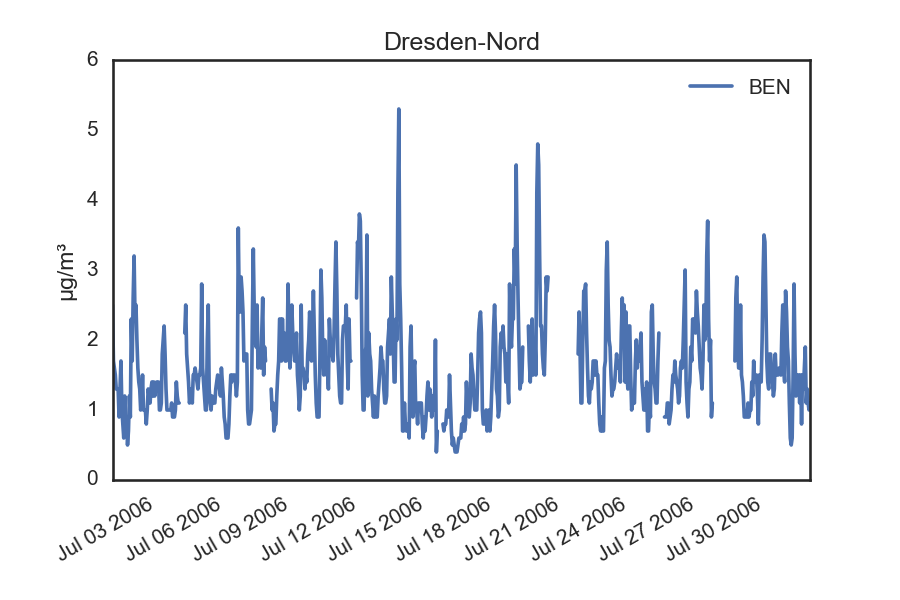 Dresden-Nord
BEN
µg/m³
6
5
4
3
2
1
0
Jul 03 2006
Jul 06 2006
Jul 09 2006
Jul 12 2006
Jul 15 2006
Jul 18 2006
Jul 21 2006
Jul 24 2006
Jul 27 2006
Jul 30 2006